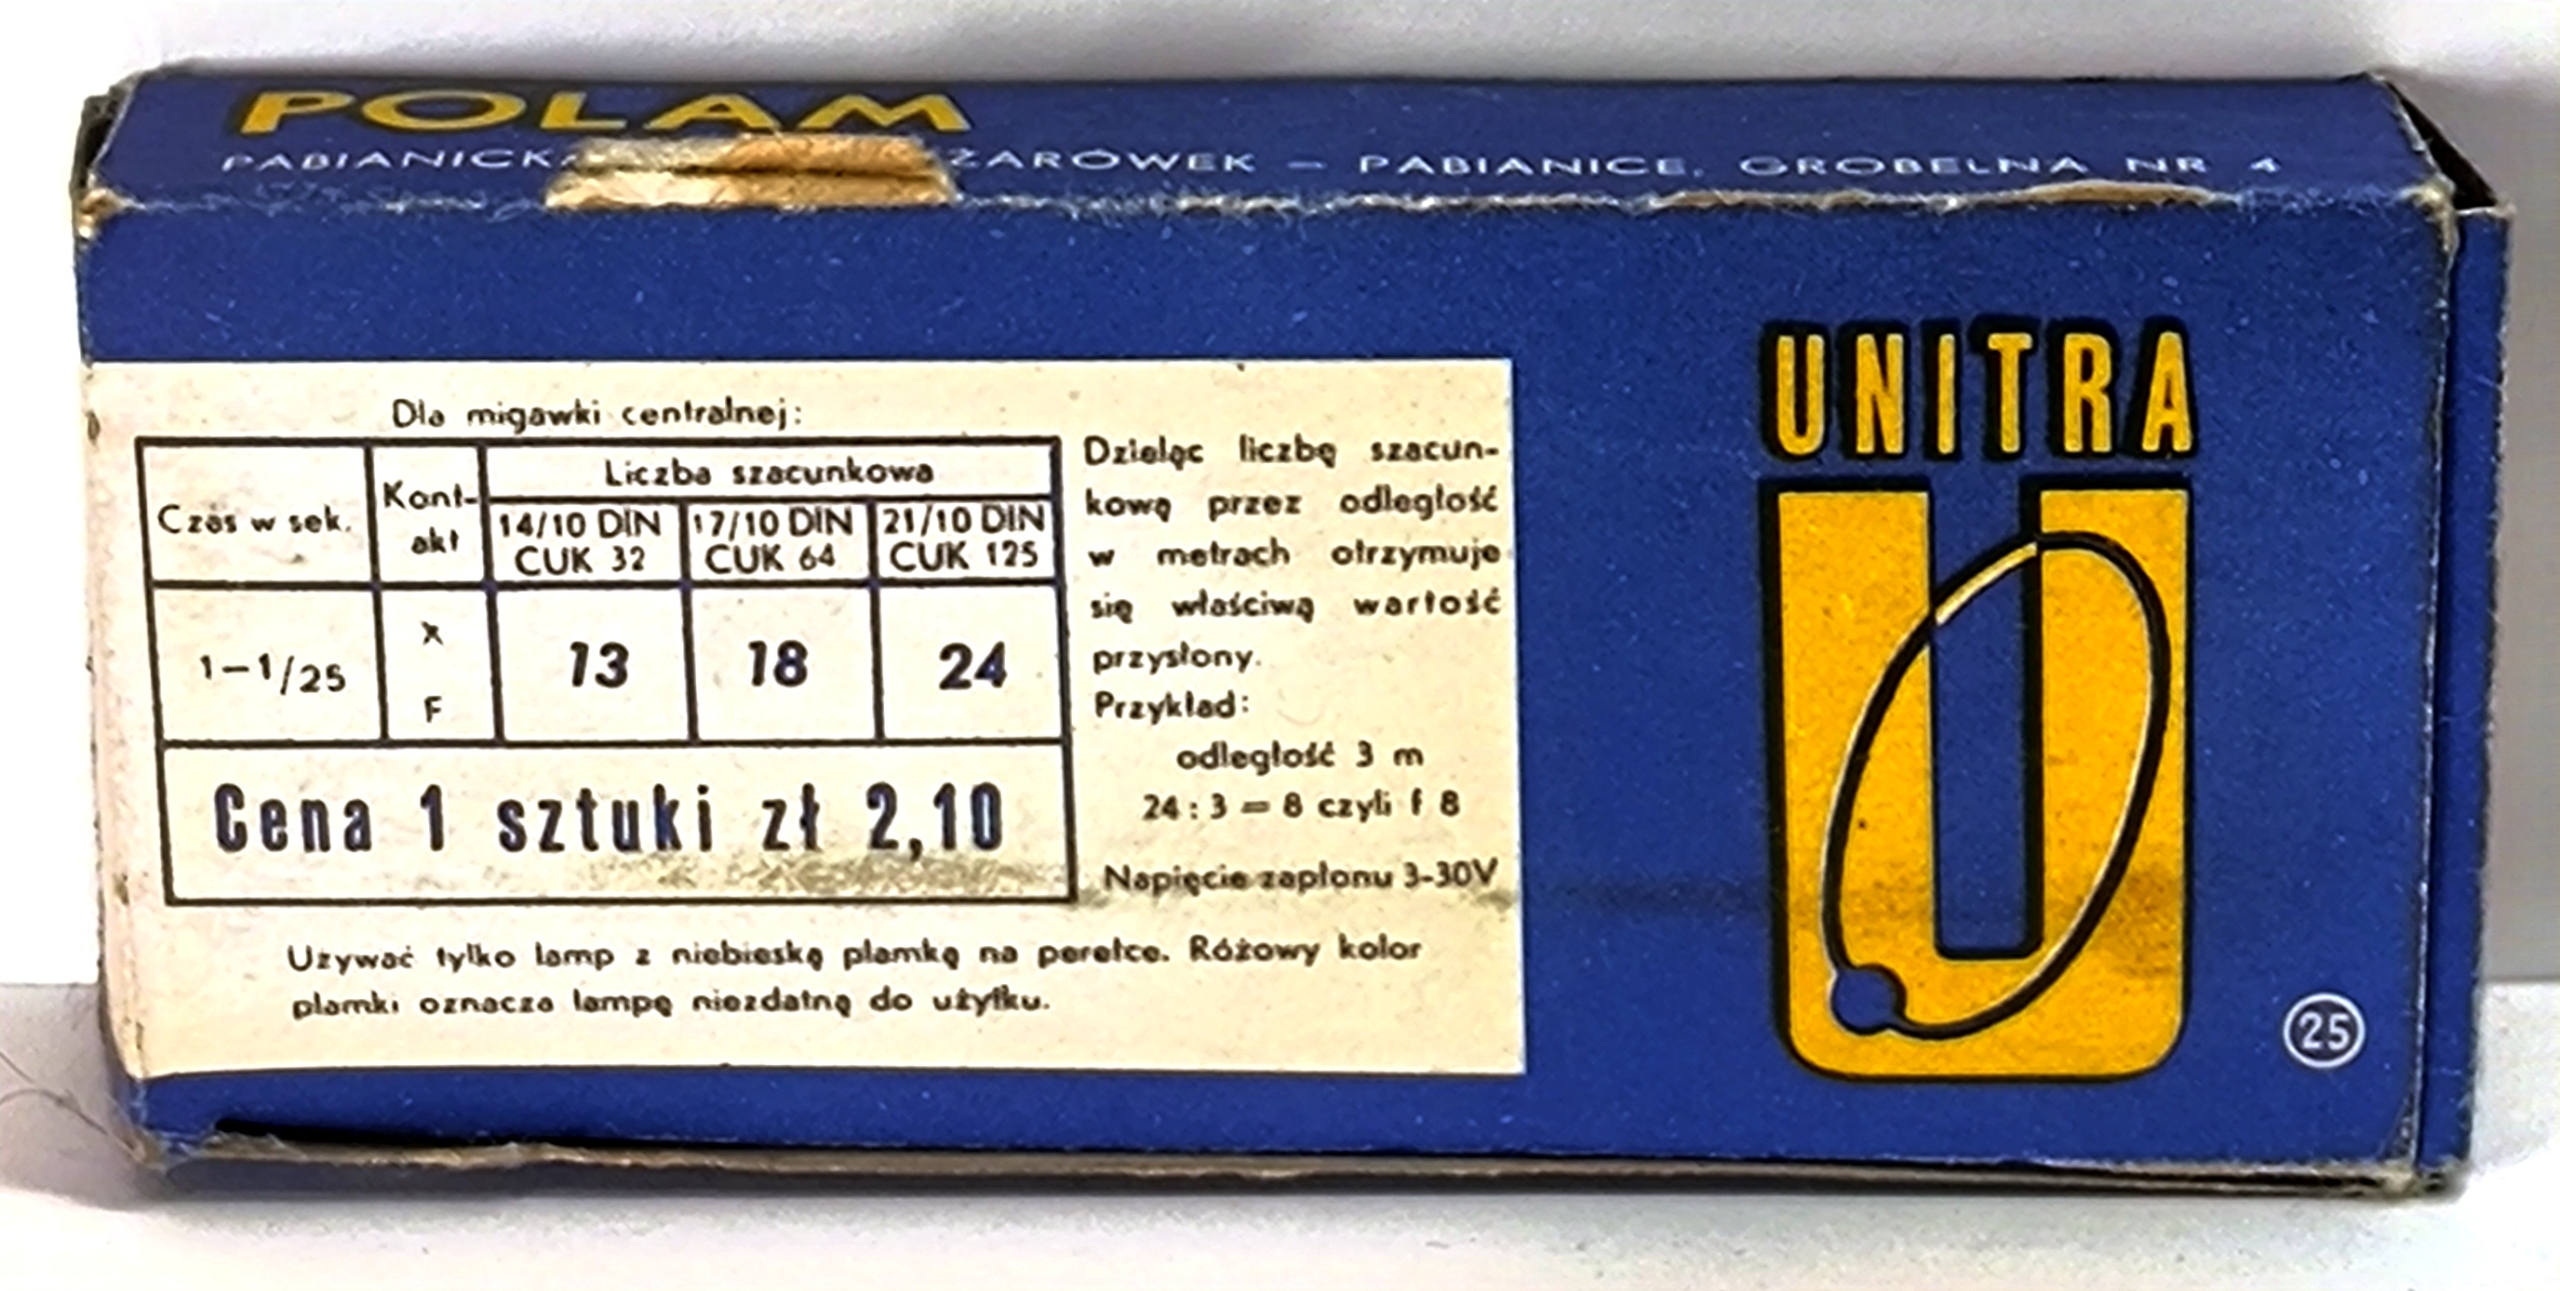 POLAM
PABIANICKA ŻARÓWEK – PABIANICE, GROBELNA NR 4
Dla migawki centralnej:
Czas w sek.
Kont-
akt
Liczba szacunkowa
14/10 DIN
CUK 32
17/10 DIN
CUK 64
21/10 DIN
CUK 125
1–1/25
X
F
13
18
24
Cena 1 sztuki zł 2,10
Dzieląc liczbę szacun-
kową przez odległość
w metrach otrzymuje
się właściwą wartość
przysłony.
Przykład:
odległość 3 m
24 : 3 = 8 czyli f 8
Napięcie zapłonu 3-30V
Używać tylko lamp z niebieską plamką na perełce. Różowy kolor
plamki oznacza lampę niezdatną do użytku.
UNITRA
25